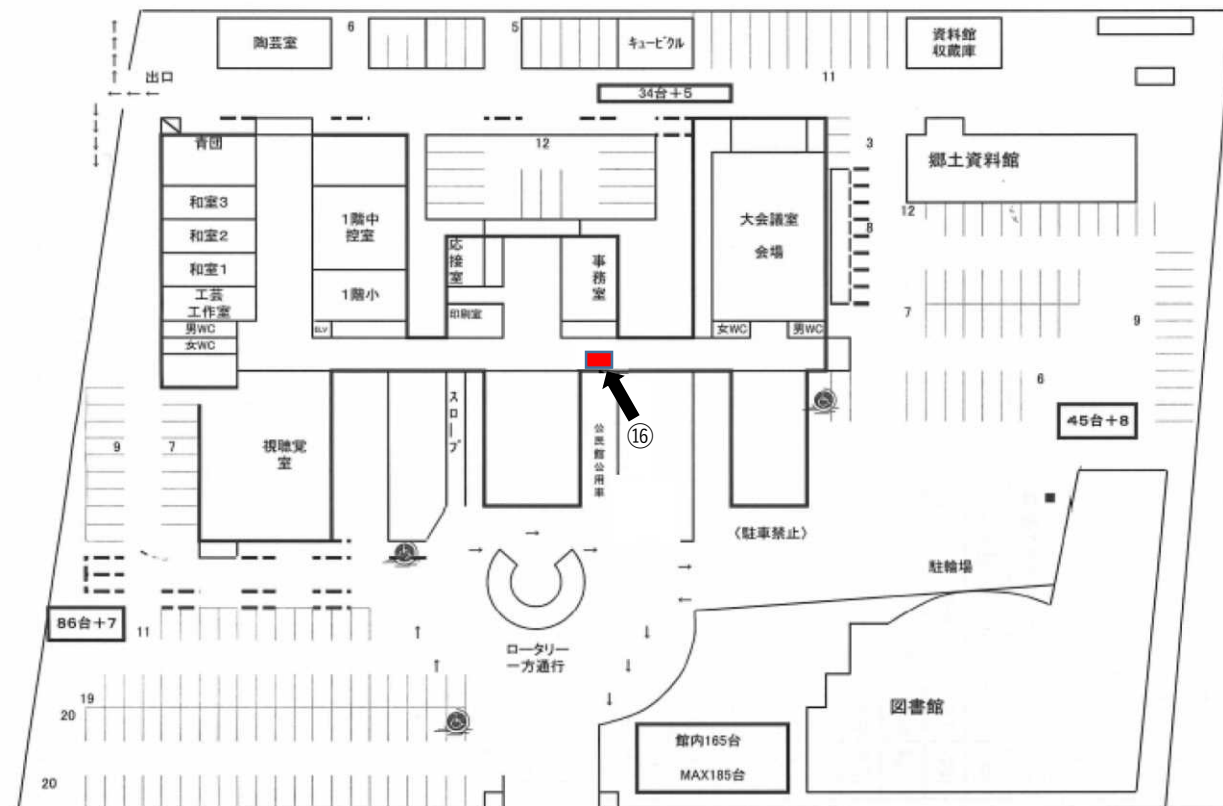 6
5
陶芸室
キュービクル
資料館
収蔵庫
11
出口
34台+5
青団
12
3
郷土資料館
和室3
和室2
和室1
工芸
工作室
男WC
女WC
1階中
控室
1階小
ELV
応接室
印刷室
事務室
大会議室
会場
女WC
男WC
8
12
7
9
6
45台+8
⑯
スロープ
公民館公用車
視聴覚
室
9
7
〈駐車禁止〉
駐輪場
86台+7
11
ロータリー
一方通行
19
20
20
図書館
館内165台
MAX185台